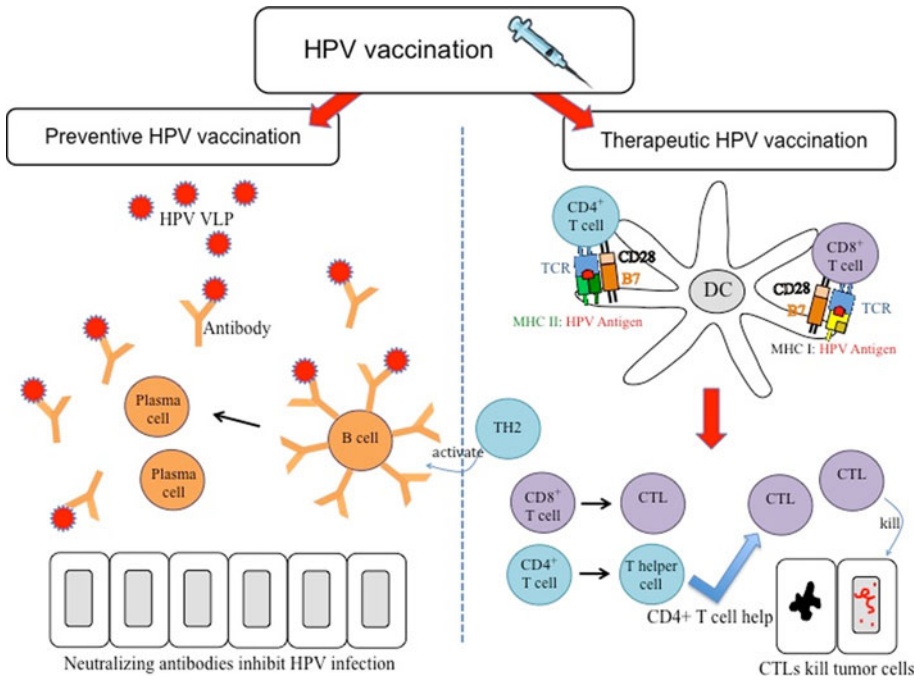 HPV vaccination
Preventive HPV vaccination
Therapeutic HPV vaccination
HPV VLP
Antibody
Plasma
cell
Plasma
cell
B cell
activate
TH2
Neutralizing antibodies inhibit HPV infection
CD4+
T cell
CD28
B7
TCR
MHC II: HPV Antigen
DC
CD8+
T cell
CD28
B7
TCR
MHC I: HPV Antigen
CD8+
T cell
CTL
CD4+
T cell
T helper
cell
CD4+ T cell help
CTL
CTL
kill
CTLs kill tumor cells